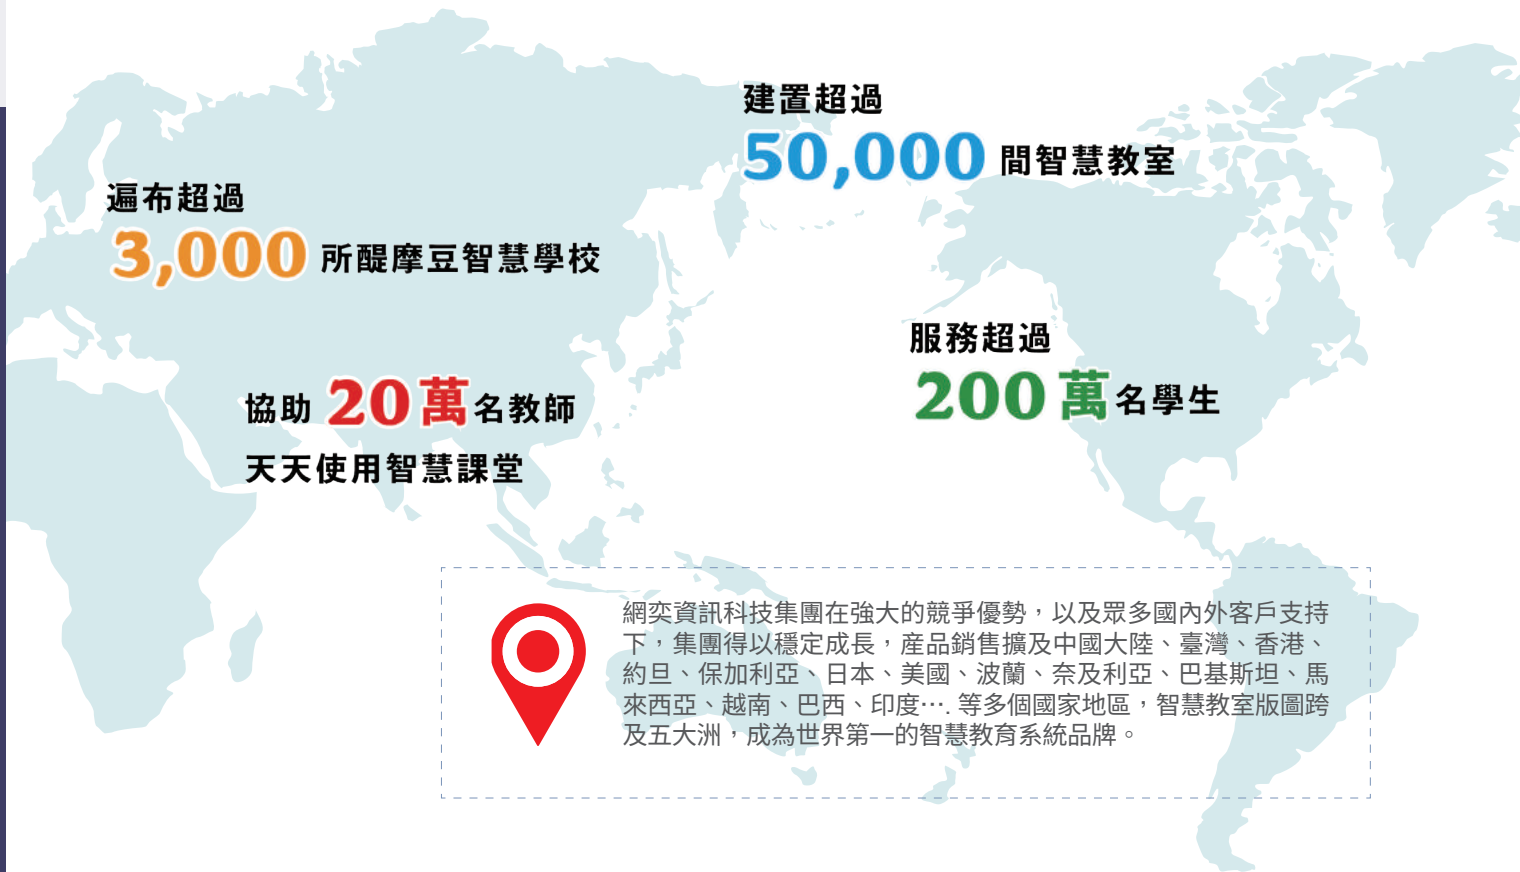 建置超過
50,000 間智慧教室
遍布超過
3,000 所醍摩豆智慧學校
服務超過
200 萬名學生
協助 20 萬名教師
天天使用智慧課堂
網奕資訊科技集團在強大的競爭優勢，以及眾多國內外客戶支持
下，集團得以穩定成長，産品銷售擴及中國大陸、臺灣、香港、
約旦、保加利亞、日本、美國、波蘭、奈及利亞、巴基斯坦、馬
來西亞、越南、巴西、印度⋯. 等多個國家地區，智慧教室版圖跨
及五大洲，成為世界第一的智慧教育系統品牌。